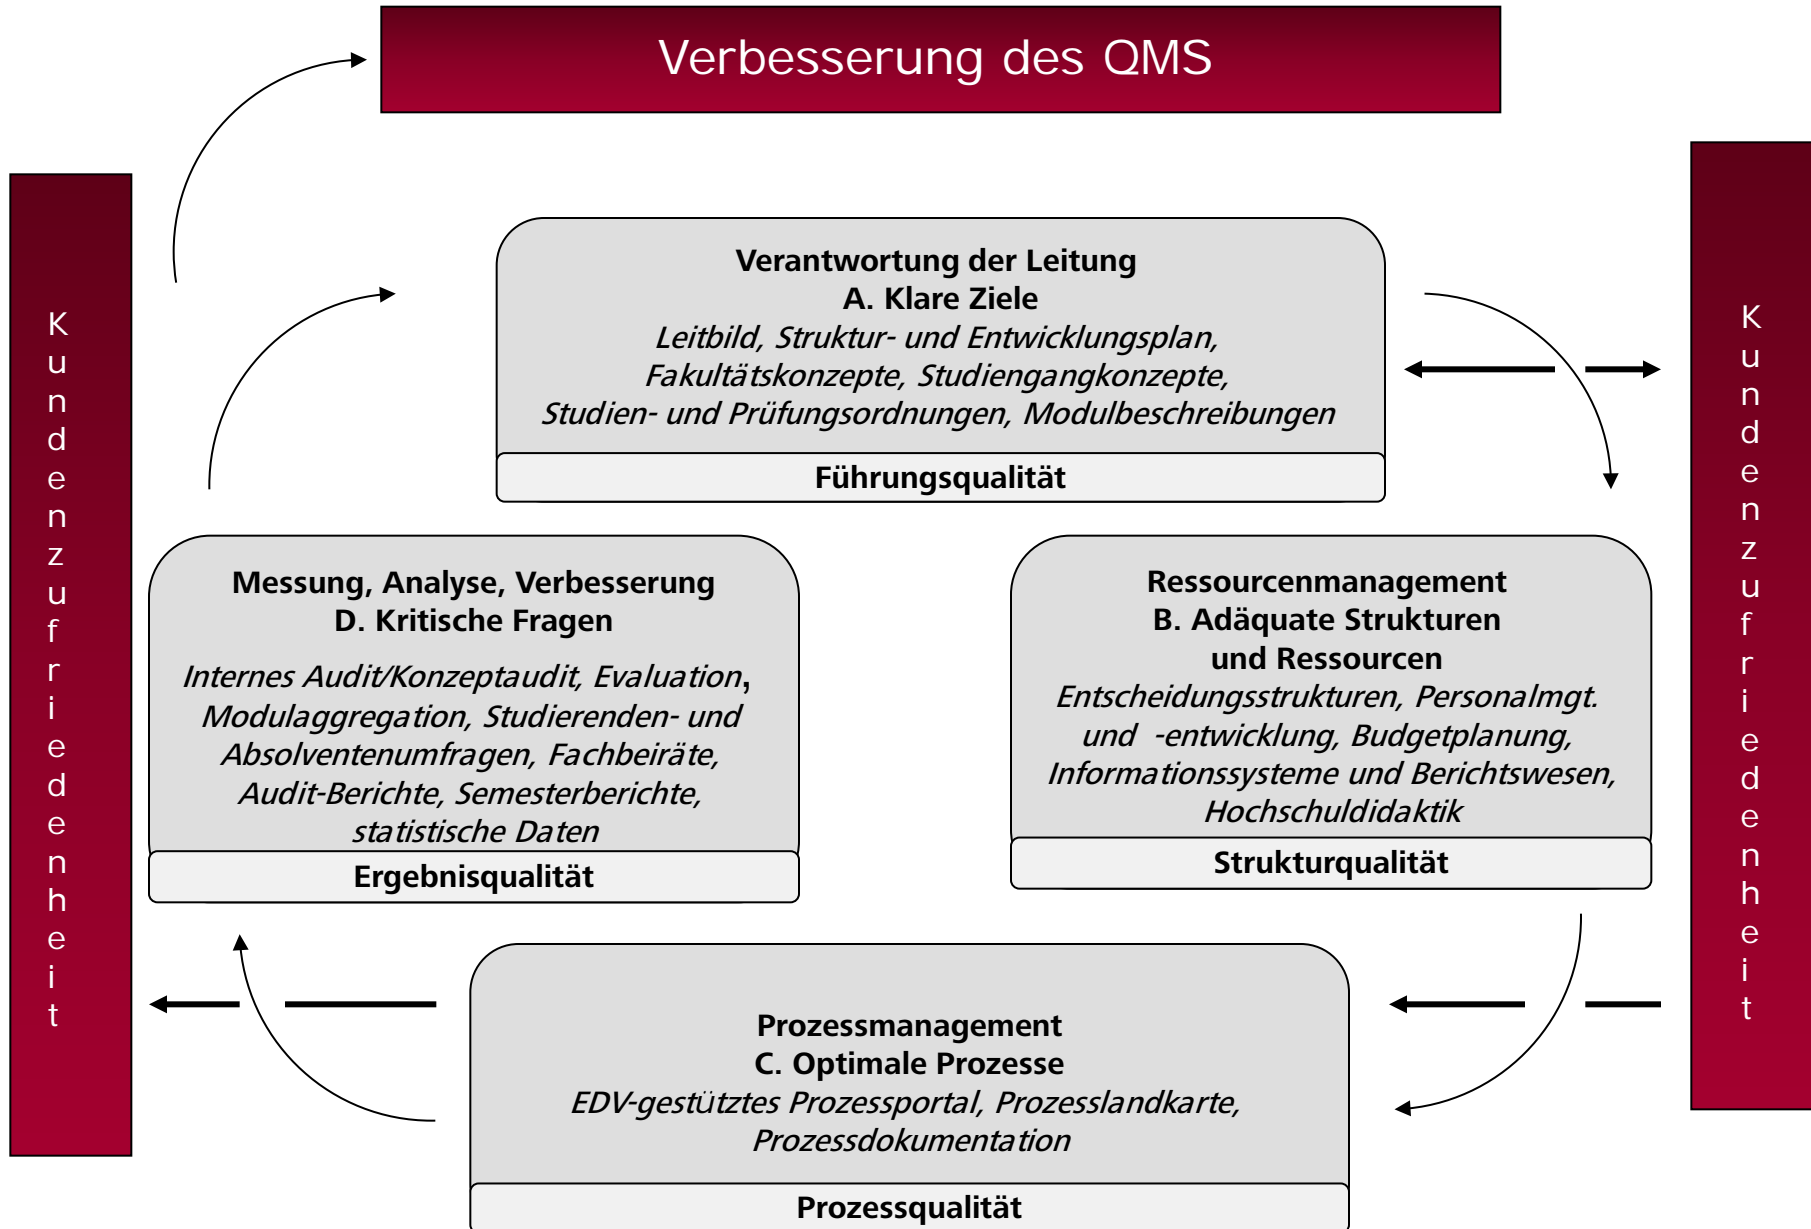 Verbesserung des QMS
Kundenzufriedenheit
Verantwortung der Leitung
A. Klare Ziele
Leitbild, Struktur- und Entwicklungsplan,
Fakultätskonzepte, Studiengangkonzepte,
Studien- und Prüfungsordnungen, Modulbeschreibungen
Führungsqualität
Messung, Analyse, Verbesserung
D. Kritische Fragen
Internes Audit/Konzeptaudit, Evaluation,
Modulaggregation, Studierenden- und
Absolventenumfragen, Fachbeiräte,
Audit-Berichte, Semesterberichte,
statistische Daten
Ergebnisqualität
Ressourcenmanagement
B. Adäquate Strukturen
und Ressourcen
Entscheidungsstrukturen, Personalmgt.
und -entwicklung, Budgetplanung,
Informationssysteme und Berichtswesen,
Hochschuldidaktik
Strukturqualität
Prozessmanagement
C. Optimale Prozesse
EDV-gestütztes Prozessportal, Prozesslandkarte,
Prozessdokumentation
Prozessqualität
Kundenzufriedenheit